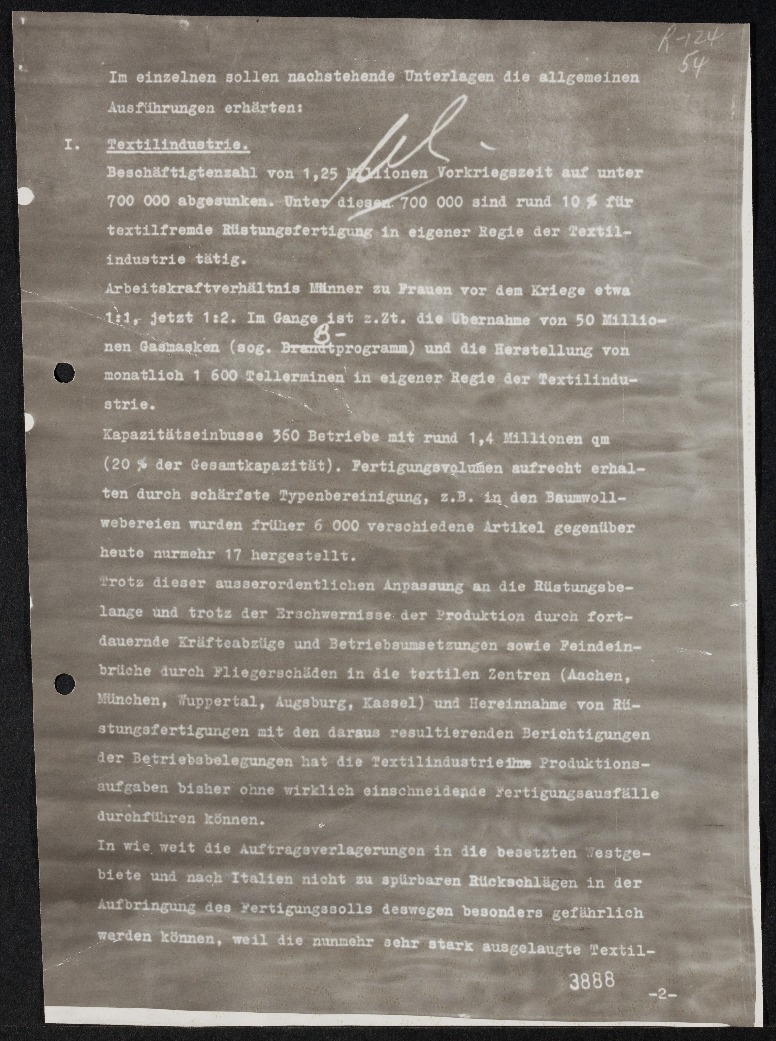 R-124
54
Im einzelnen sollen nachstehende Unterlagen die allgemeinen
Ausführungen erhärten:
I. Textilindustrie.
Beschäftigtenzahl von 1,25 Millionen Vorkriegszeit auf unter
700 000 abgesunken. Unter diesen 700 000 sind rund 10 % für
textilfremde Rüstungsfertigung in eigener Regie der Textil-
industrie tätig.
Arbeitskraftverhältnis Männer zu Frauen vor dem Kriege etwa
1:1, jetzt 1:2. Im Gange ist z.Zt. die Übernahme von 50 Millio-
B-
nen Gasmasken (sog. Brandtprogramm) und die Herstellung von
monatlich 1 600 Tellerminen in eigener Regie der Textilindu-
strie.
Kapazitätseinbusse 360 Betriebe mit rund 1,4 Millionen qm
(20 % der Gesamtkapazität). Fertigungsvolumen aufrecht erhal-
ten durch schärfste Typenbereinigung, z.B. in den Baumwoll-
webereien wurden früher 6 000 verschiedene Artikel gegenüber
heute nurmehr 17 hergestellt.
Trotz dieser ausserordentlichen Anpassung an die Rüstungsbe-
lange und trotz der Erschwernisse der Produktion durch fort-
dauernde Kräfteabzüge und Betriebsumsetzungen sowie Feindein-
brüche durch Fliegerschäden in die textilen Zentren (Aachen,
München, Wuppertal, Augsburg, Kassel) und Hereinnahme von Rü-
stungsfertigungen mit den daraus resultierenden Berichtigungen
der Betriebsbelegungen hat die Textilindustrie ihre Produktions-
aufgaben bisher ohne wirklich einschneidende Fertigungsausfälle
durchführen können.
In wie weit die Auftragsverlagerungen in die besetzten Westge-
biete und nach Italien nicht zu spürbaren Rückschlägen in der
Aufbringung des Fertigungssolls deswegen besonders gefährlich
werden können, weil die nunmehr sehr stark ausgelaugte Textil-
3888
-2-